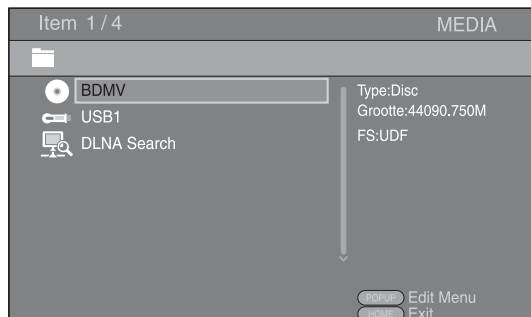 Item 1 / 4 MEDIA
BDMV
USB1
DLNA Search
Type:Disc
Grootte:44090.750M
FS:UDF
POPUP Edit Menu
HOME Exit